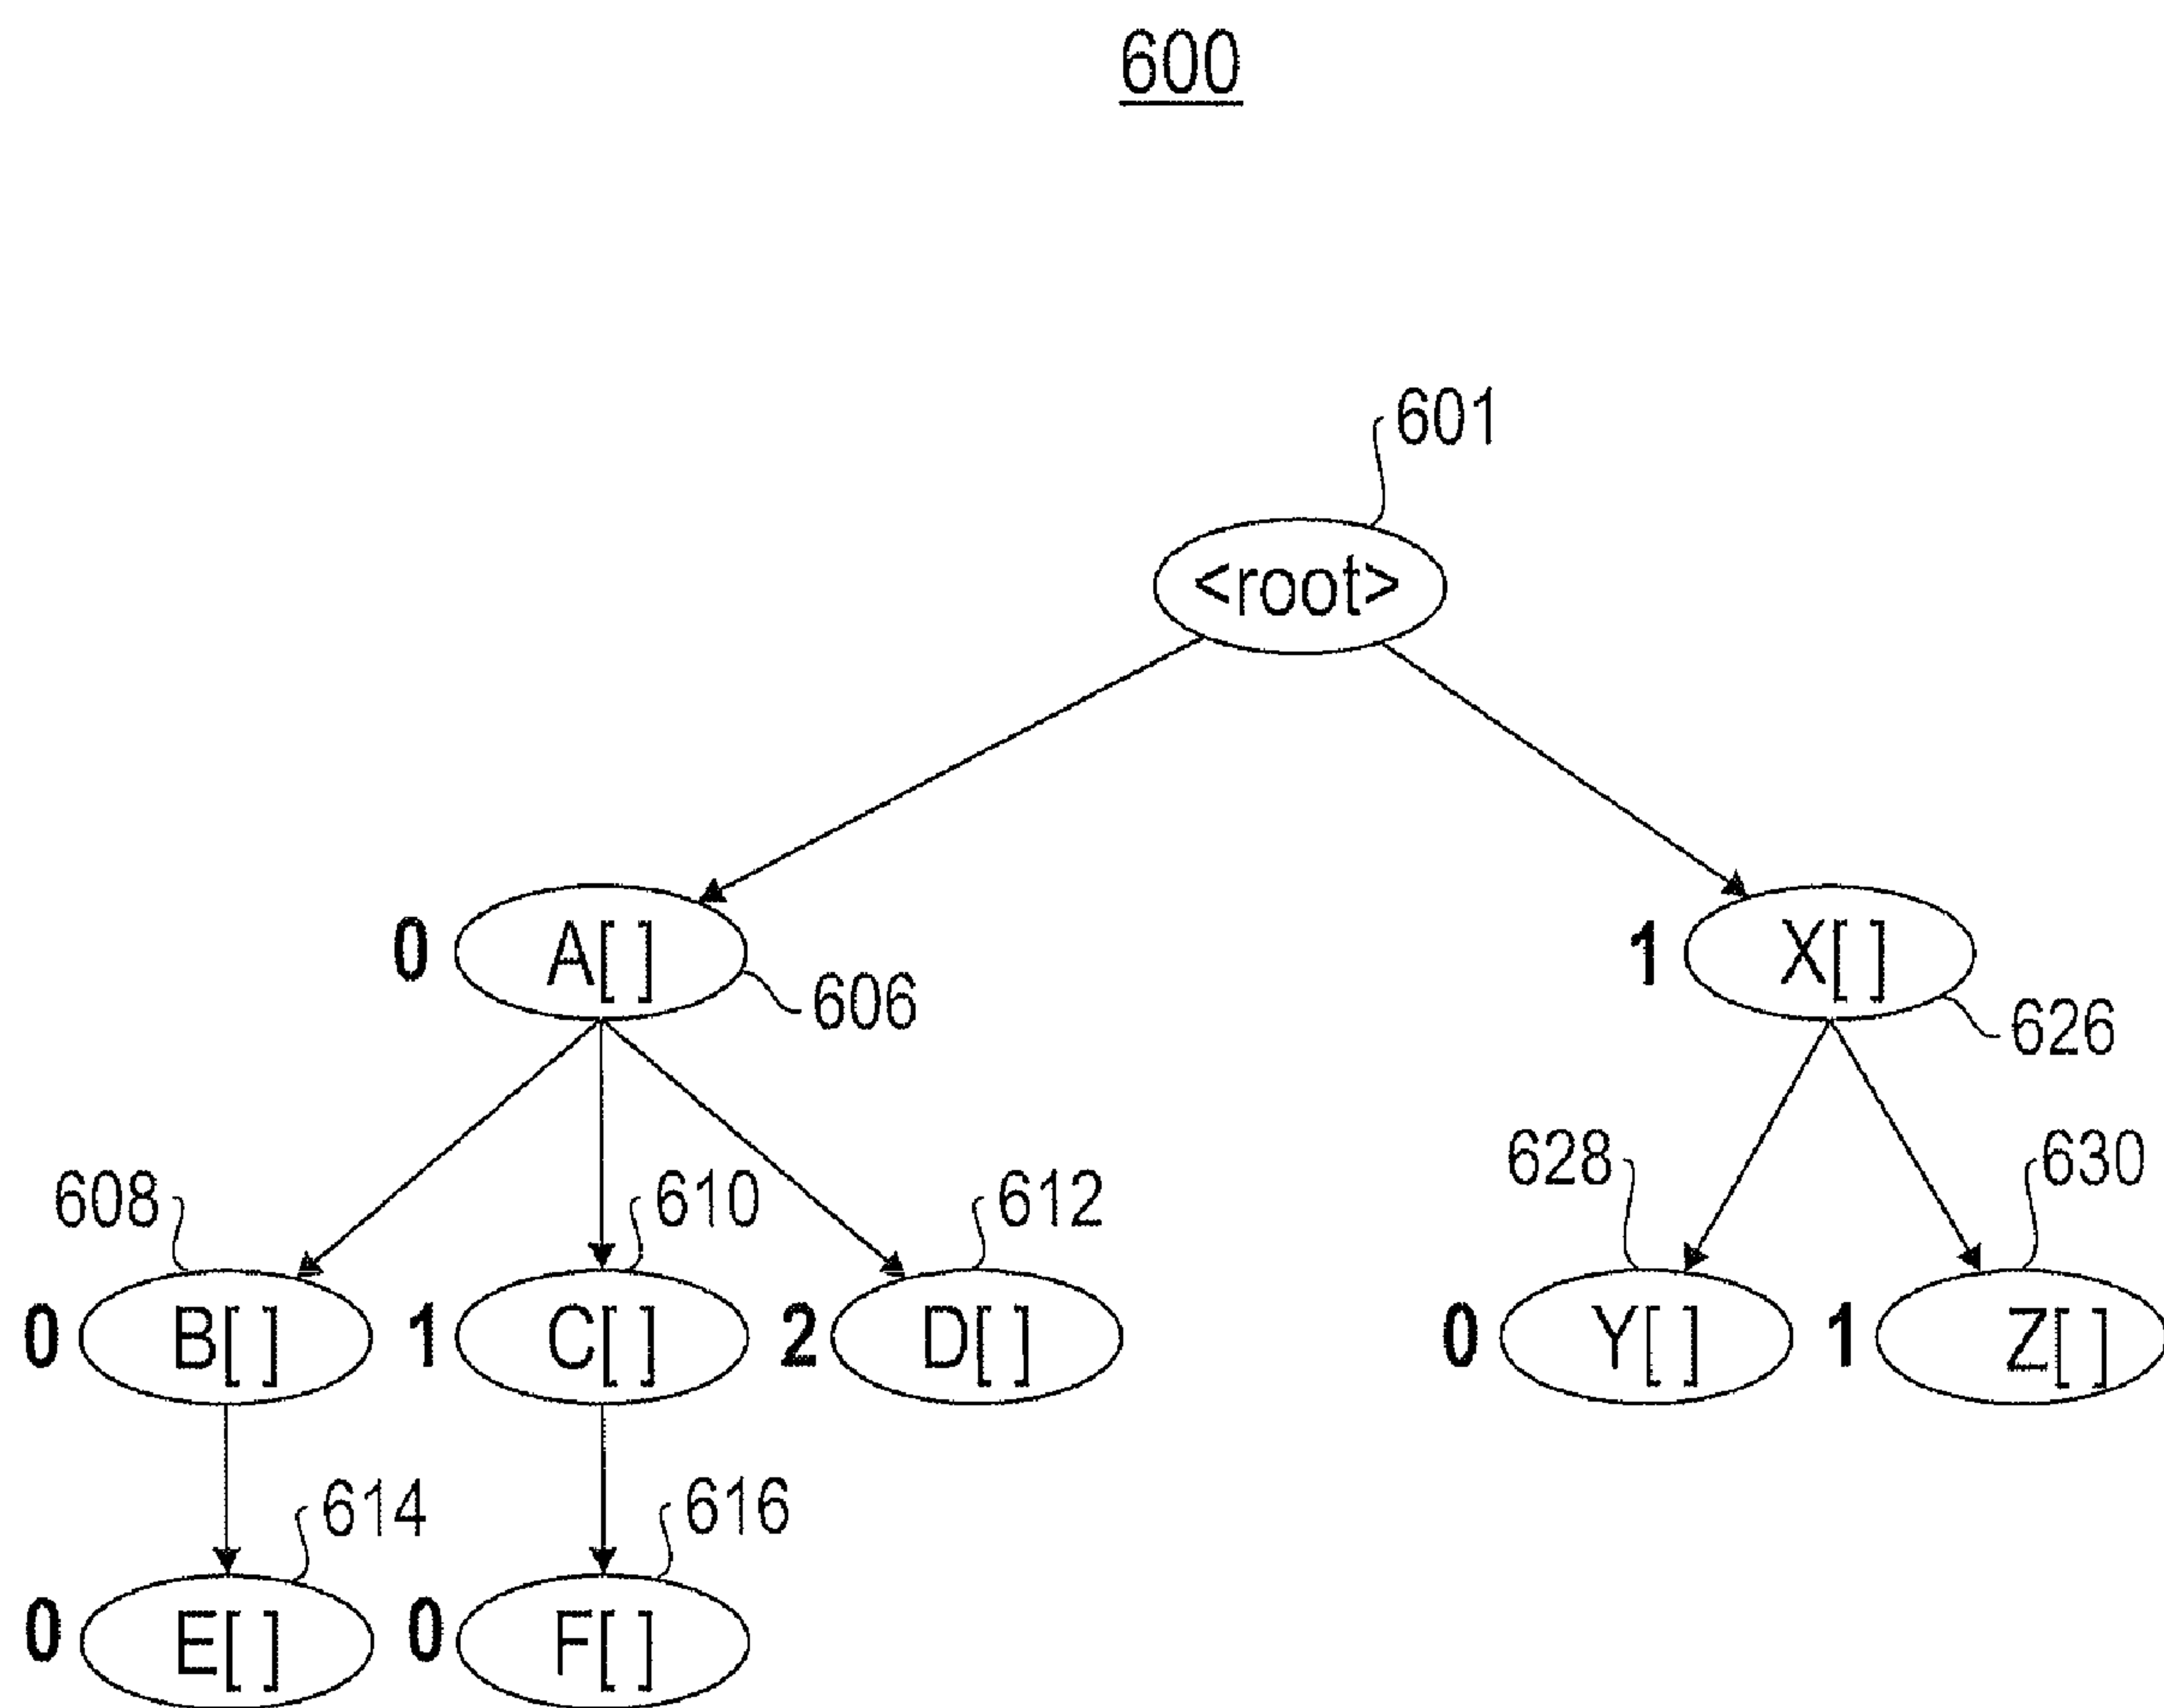 600
601
<root>
0 A[ ] 1 X[ ]
606 626
608 610 612 628 630
0 B[ ] 1 C[ ] 2 D[ ] 0 Y[ ] 1 Z[ ]
614 616
0 E[ ] 0 F[ ]